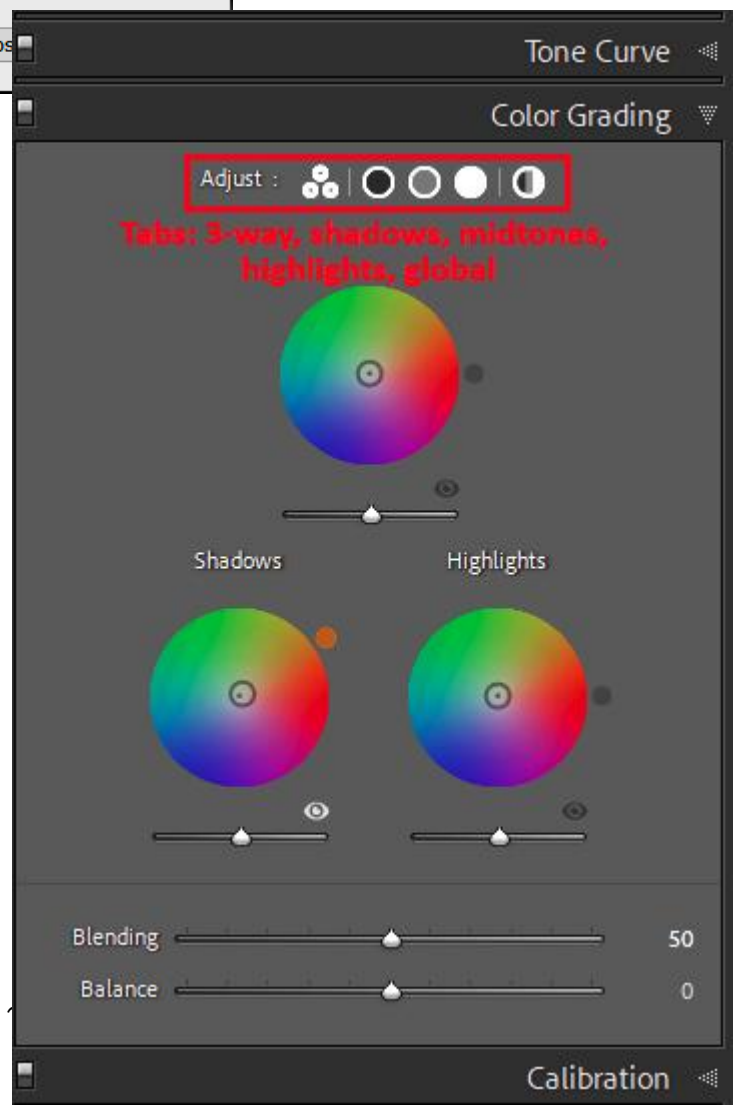 os
Tone Curve
Color Grading
Adjust :
Tabs: 3-way, shadows, midtones,
highlights, global
Shadows Highlights
Blending 50
Balance 0
Calibration